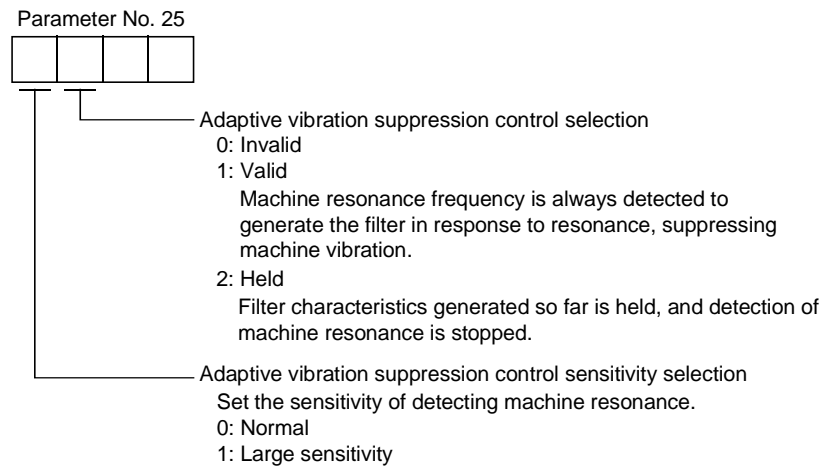 Parameter No. 25
Adaptive vibration suppression control selection
0: Invalid
1: Valid
Machine resonance frequency is always detected to
generate the filter in response to resonance, suppressing
machine vibration.
2: Held
Filter characteristics generated so far is held, and detection of
machine resonance is stopped.
Adaptive vibration suppression control sensitivity selection
Set the sensitivity of detecting machine resonance.
0: Normal
1: Large sensitivity